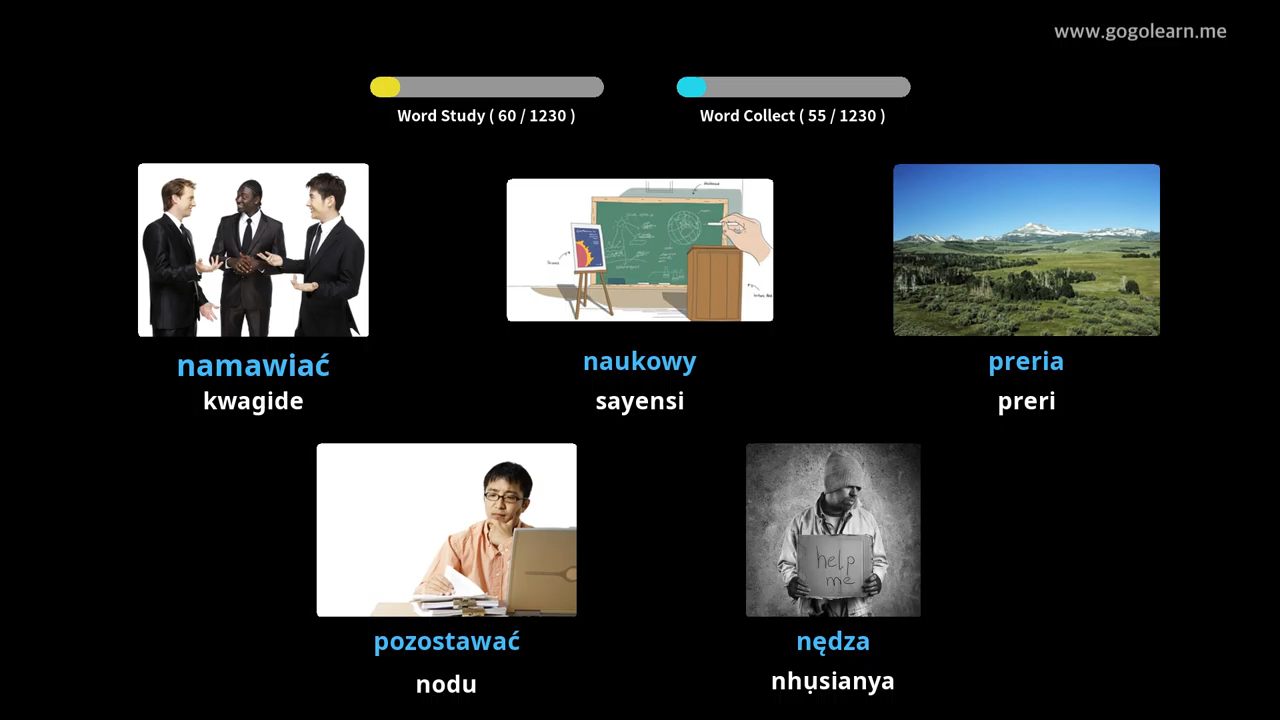 www.gogolearn.me
Word Study ( 60 / 1230 )
Word Collect ( 55 / 1230 )
namawiać
kwagide
naukowy
sayensi
preria
preri
help
me
pozostawać
nodu
nędza
nhụsianya